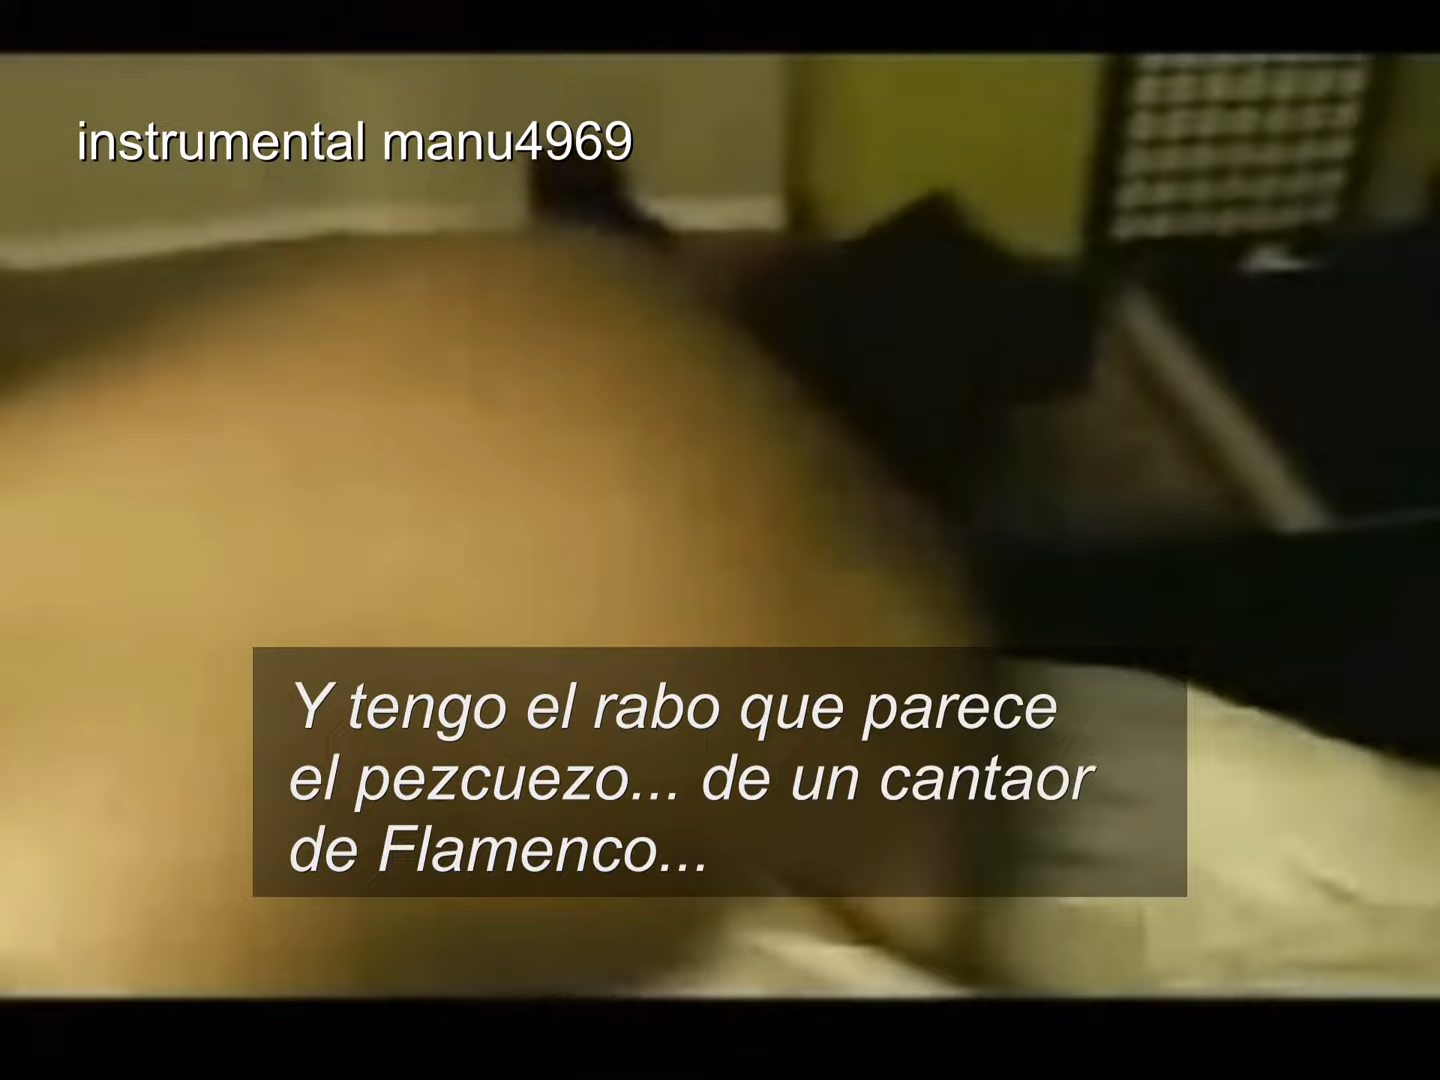 instrumental manu4969
Y tengo el rabo que parece
el pezcuezo... de un cantaor
de Flamenco...